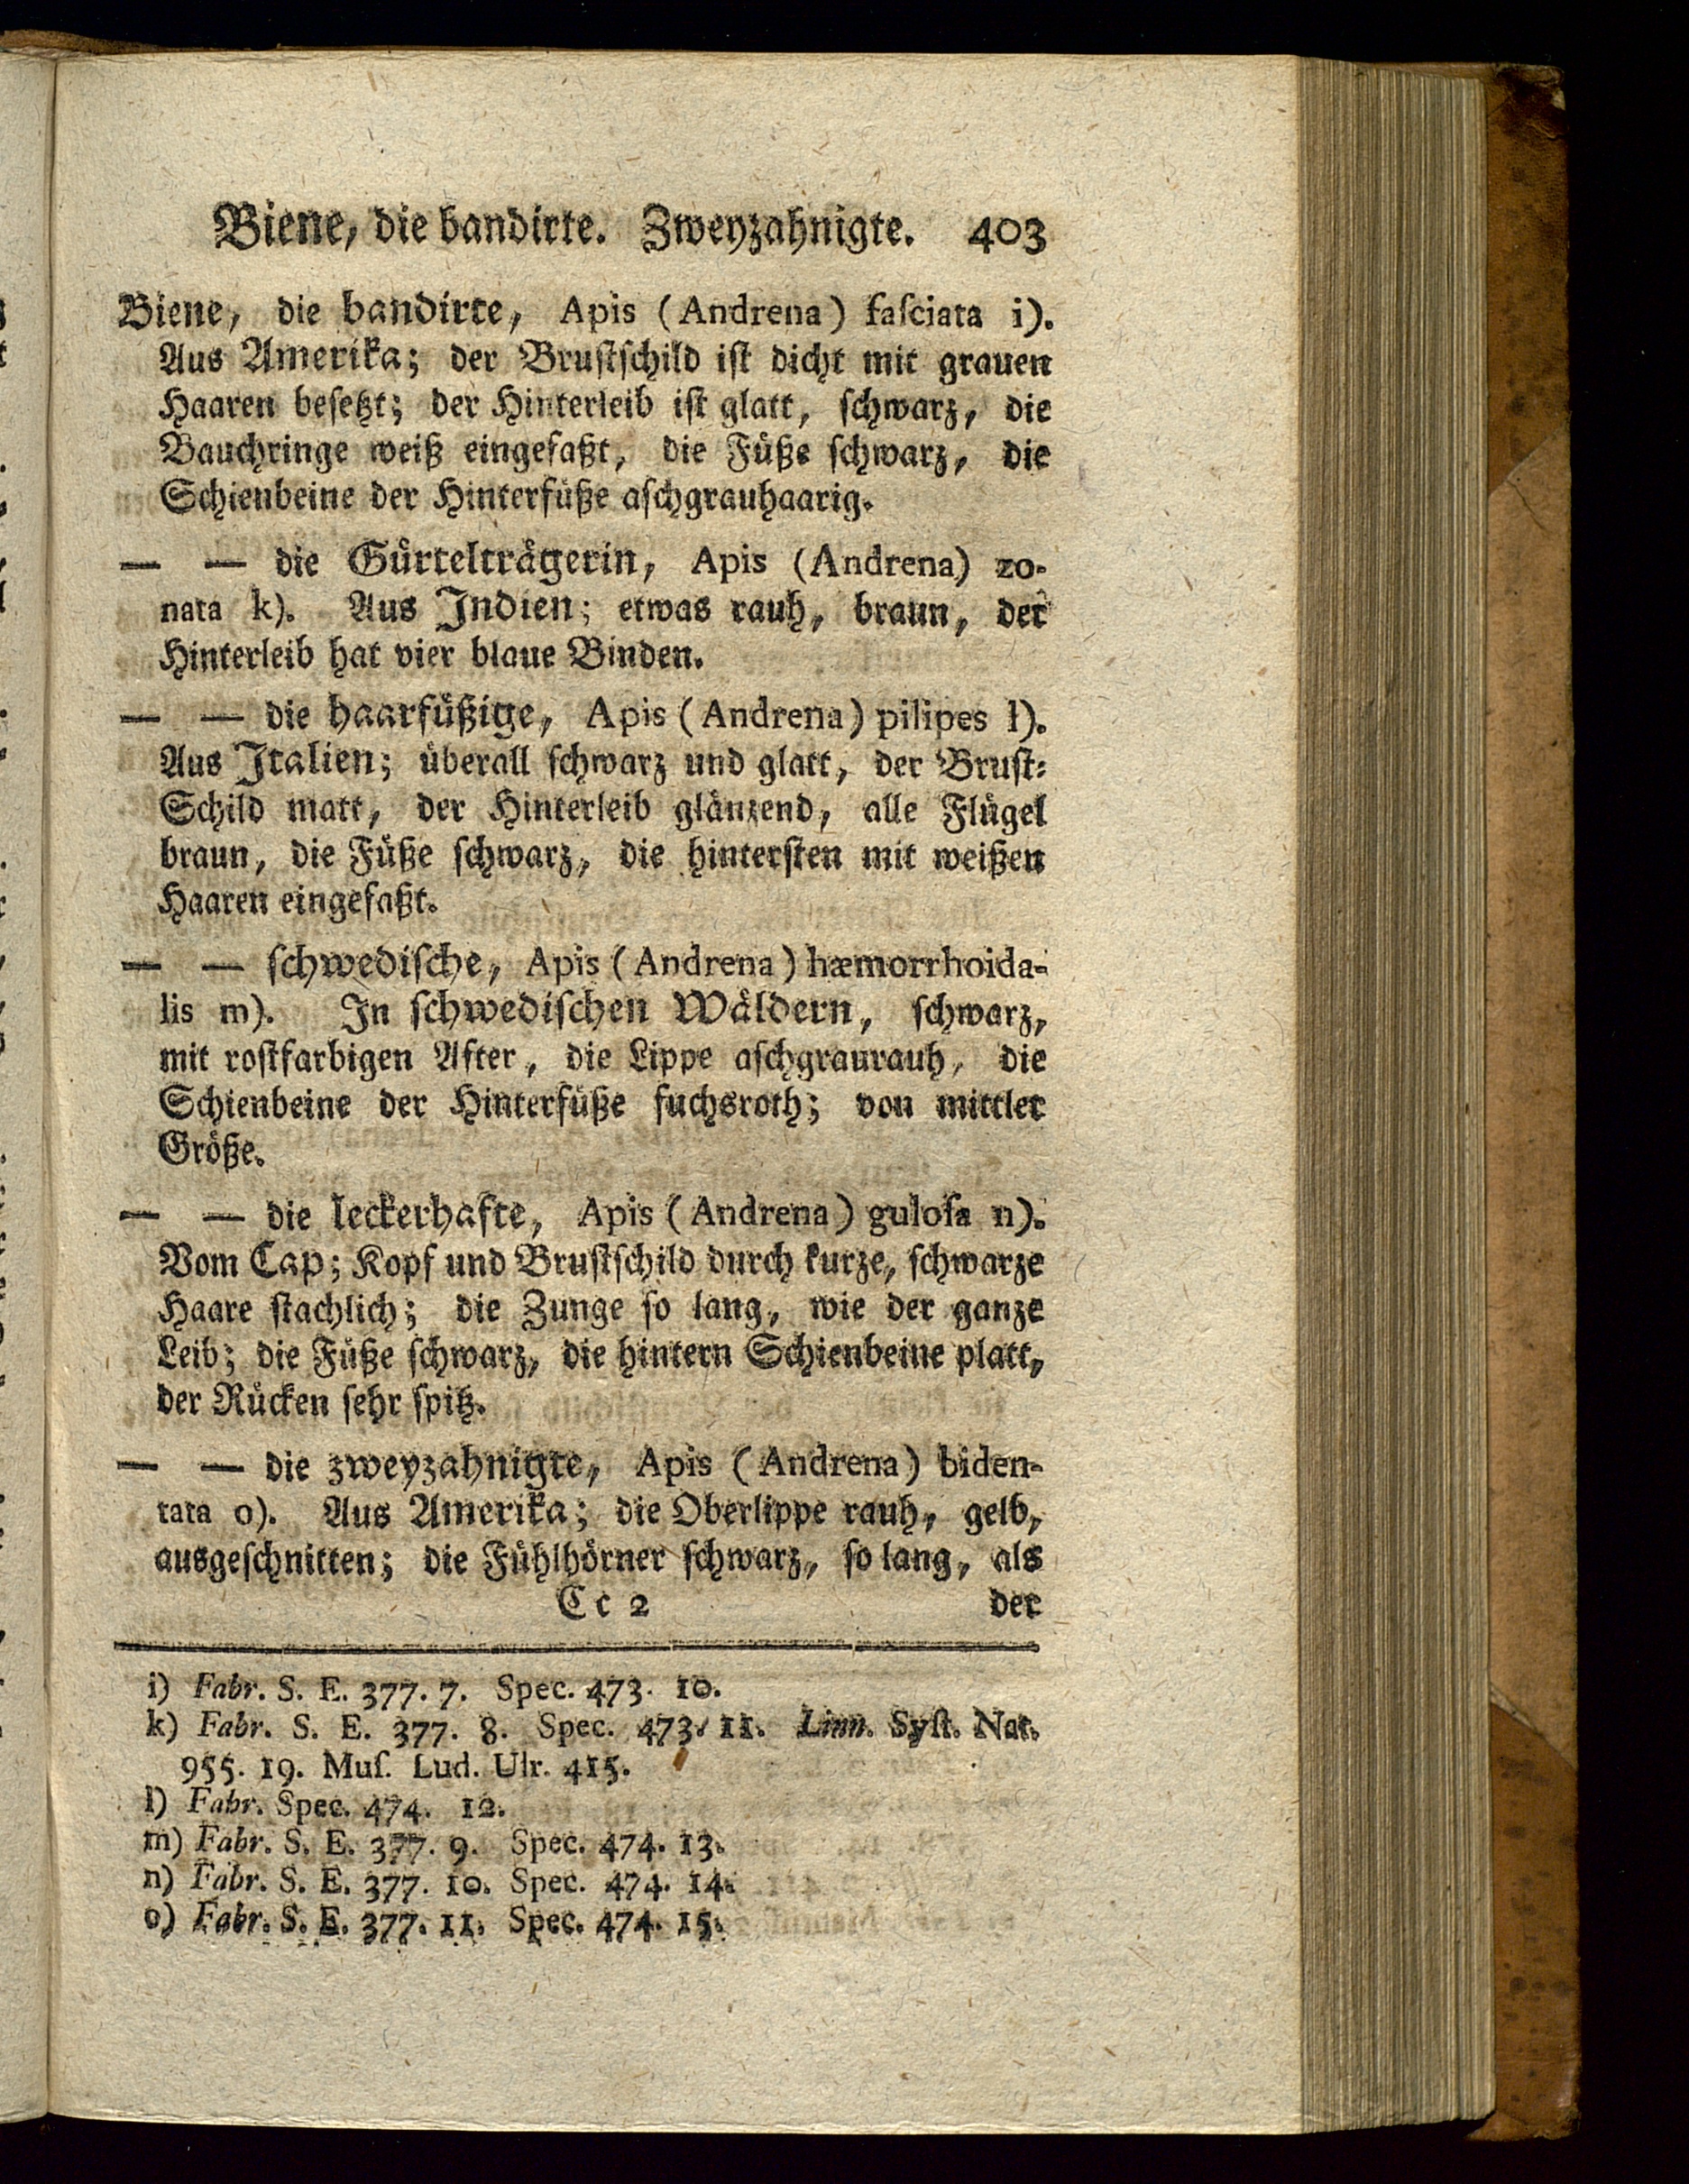 Biene, die bandirte. Zweyzahnigte. 403
Biene, die bandirte, Apis (Andrena) faſciata i).
Aus Amerika; der Bruſtſchild iſt dicht mit grauen
Haaren beſetzt; der Hinterleib iſt glatt, ſchwarz, die
Bauchringe weiß eingefaßt, die Füße ſchwarz, die
Schienbeine der Hinterfüße aſchgrauhaarig.
— — die Gürtelträgerin, Apis (Andrena) zo-
nata k). Aus Indien; etwas rauh, braun, der
Hinterleib hat vier blaue Binden.
— — die haarfüßige, Apis (Andrena) pilipes l).
Aus Italien; überall ſchwarz und glatt, der Bruſt-
Schild matt, der Hinterleib glänzend, alle Flügel
braun, die Füße ſchwarz, die hinterſten mit weißen
Haaren eingefaßt.
— — ſchwediſche, Apis (Andrena) hæmorrhoida-
lis m). In ſchwediſchen Wäldern, ſchwarz,
mit roſtfarbigen After, die Lippe aſchgraurauh, die
Schienbeine der Hinterfüße fuchsroth; von mittler
Größe.
— — die leckerhafte, Apis (Andrena) guloſa n).
Vom Cap; Kopf und Bruſtſchild durch kurze, ſchwarze
Haare ſtachlich; die Zunge ſo lang, wie der ganze
Leib; die Füße ſchwarz, die hintern Schienbeine platt,
der Rücken ſehr ſpitz.
— — die zweyzahnigte, Apis (Andrena) biden-
tata o). Aus Amerika; die Oberlippe rauh, gelb,
ausgeſchnitten; die Fühlhörner ſchwarz, ſo lang, als
Cc 2 der
i) Fabr. S. E. 377. 7. Spec. 473. 10.
k) Fabr. S. E. 377. 8. Spec. 473. 11. Linn. Syſt. Nat.
955. 19. Muſ. Lud. Ulr. 415.
l) Fabr. Spec. 474. 12.
m) Fabr. S. E. 377. 9. Spec. 474. 13.
n) Fabr. S. E. 377. 10. Spec. 474. 14.
o) Fabr. S. E. 377. 11. Spec. 474. 15.